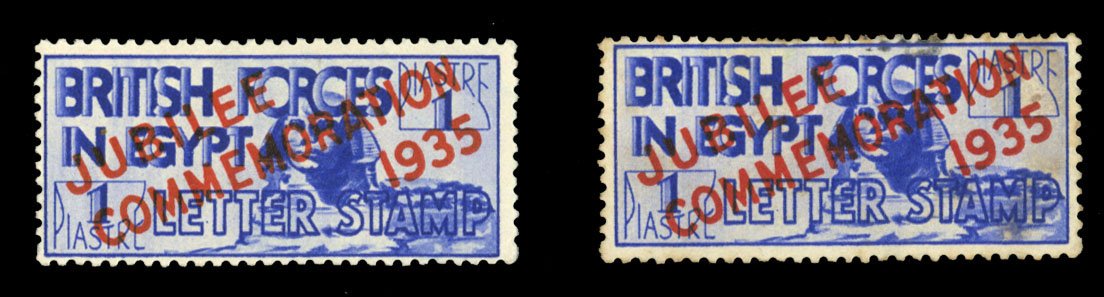 BRITISH FORCES
IN EGYPT
PIASTRE
1
1
PIASTRE
LETTER STAMP
JUBILEE
COMMEMORATION
1935
BRITISH FORCES
IN EGYPT
PIASTRE
1
1
PIASTRE
LETTER STAMP
JUBILEE
COMMEMORATION
1935